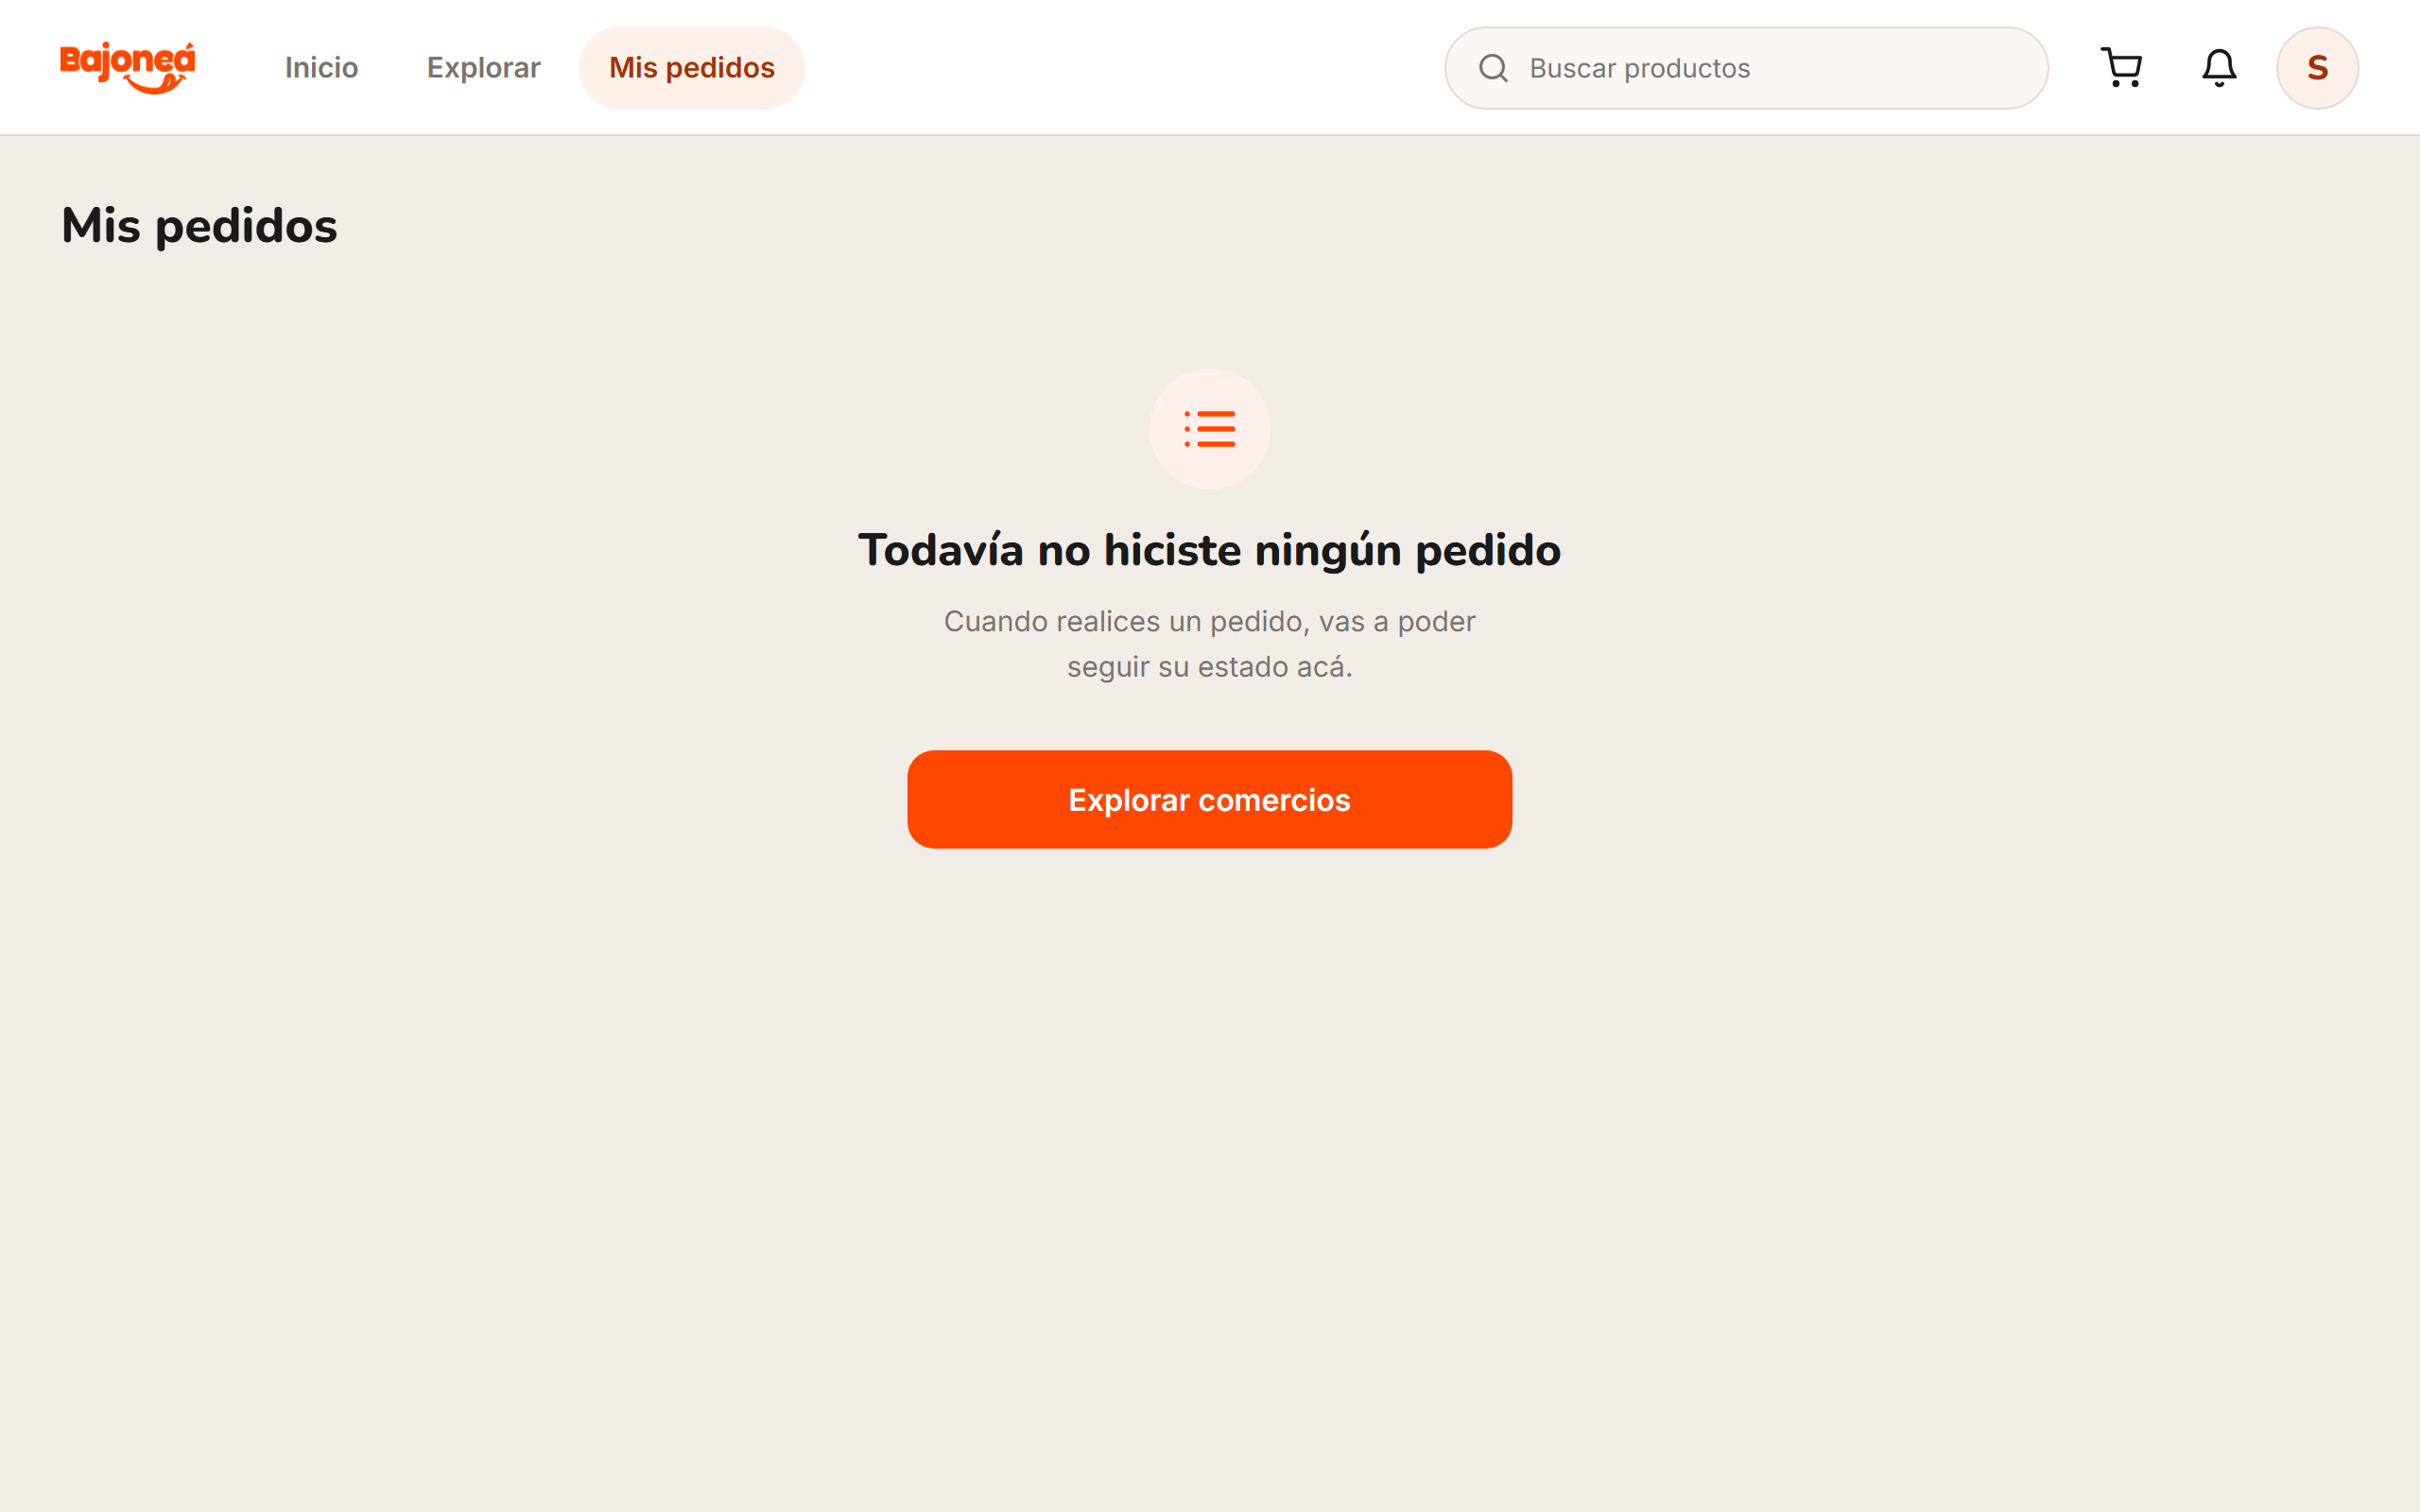 Bajoneá
Inicio
Explorar
Mis pedidos
Buscar productos
S
Mis pedidos
Todavía no hiciste ningún pedido
Cuando realices un pedido, vas a poder
seguir su estado acá.
Explorar comercios